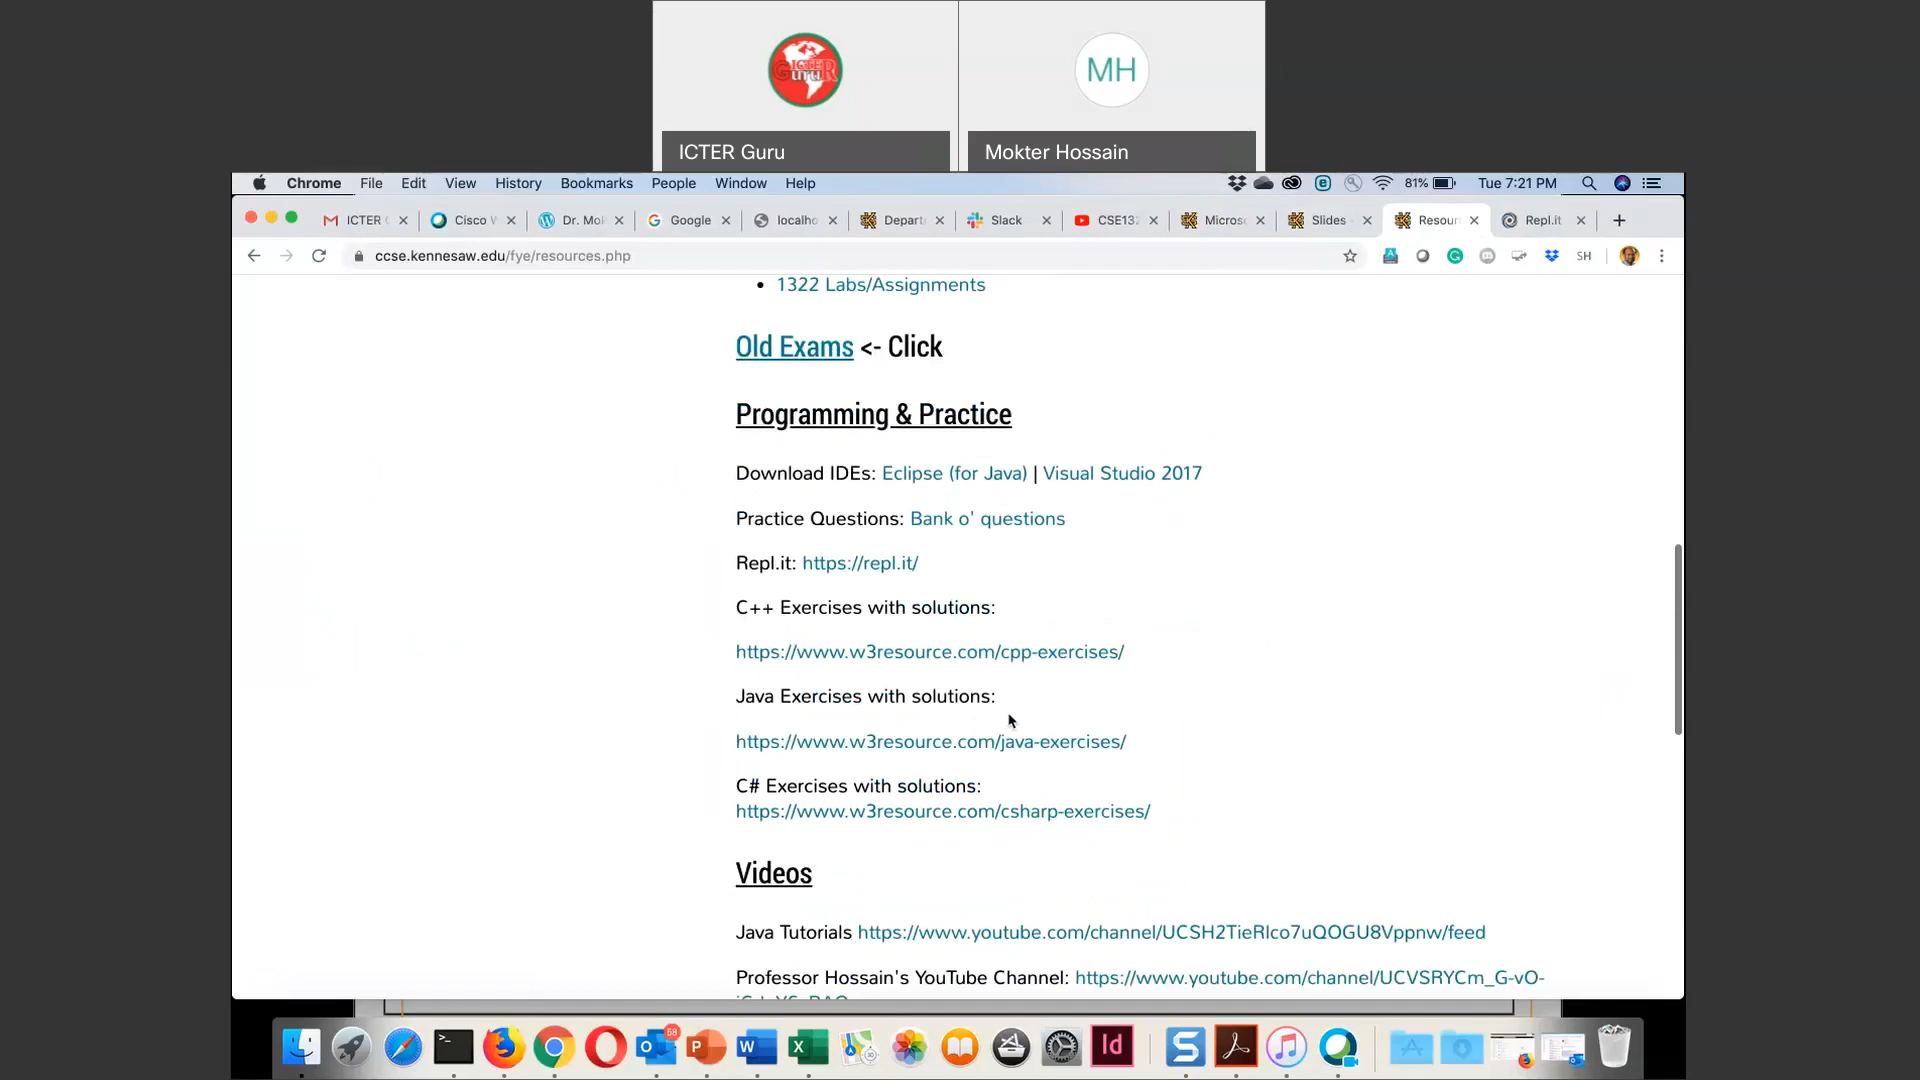 MH
ICTER Guru
Mokter Hossain
Chrome File Edit View History Bookmarks People Window Help 81% Tue 7:21 PM
ICTER Cisco Dr. Mo Google localho Depart Slack CSE132 Micros Slides Resour Repl.it
ccse.kennesaw.edu/fye/resources.php SH
• 1322 Labs/Assignments
Old Exams <- Click
Programming & Practice
Download IDEs: Eclipse (for Java) | Visual Studio 2017
Practice Questions: Bank o' questions
Repl.it: https://repl.it/
C++ Exercises with solutions:
https://www.w3resource.com/cpp-exercises/
Java Exercises with solutions:
https://www.w3resource.com/java-exercises/
C# Exercises with solutions:
https://www.w3resource.com/csharp-exercises/
Videos
Java Tutorials https://www.youtube.com/channel/UCSH2TieRlco7uQOGU8Vppnw/feed
Professor Hossain's YouTube Channel: https://www.youtube.com/channel/UCVSRYCm_G-vO-
58